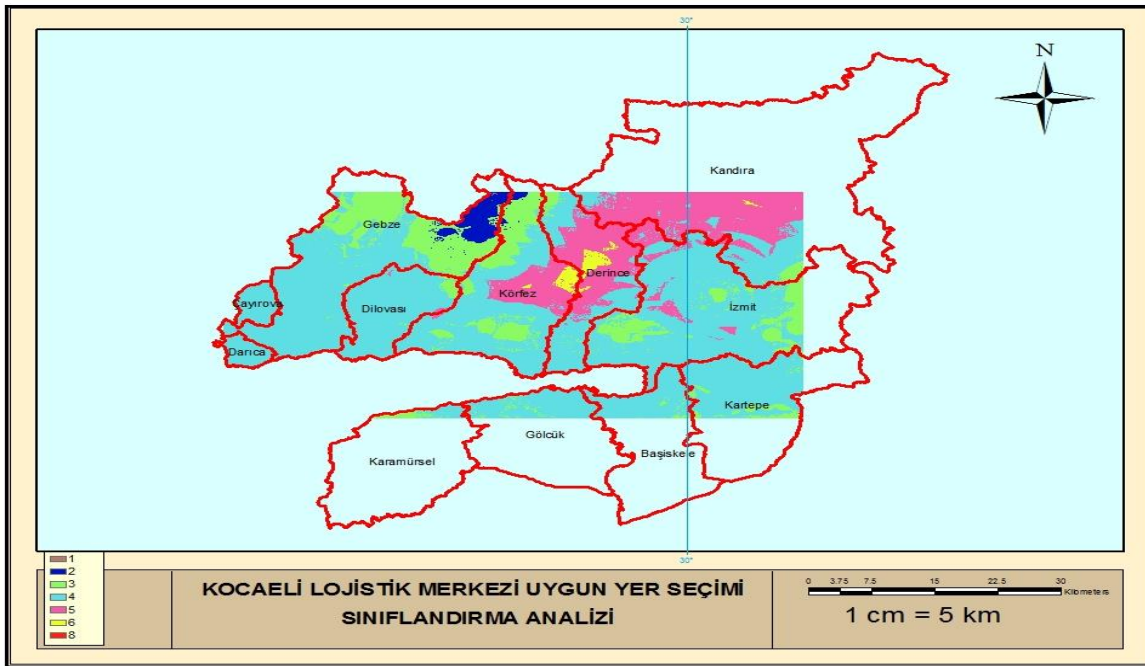 30°
N
Kandıra
Gebze
Derince
Körfez
Çayırova
Dilovası
İzmit
Darıca
Kartepe
Gölcük
Başiskele
Karamürsel
30°
1
2
3
4
5
6
8
KOCAELİ LOJİSTİK MERKEZİ UYGUN YER SEÇİMİ
SINIFLANDIRMA ANALİZİ
0 3.75 7.5 15 22.5 30
Kilometers
1 cm = 5 km